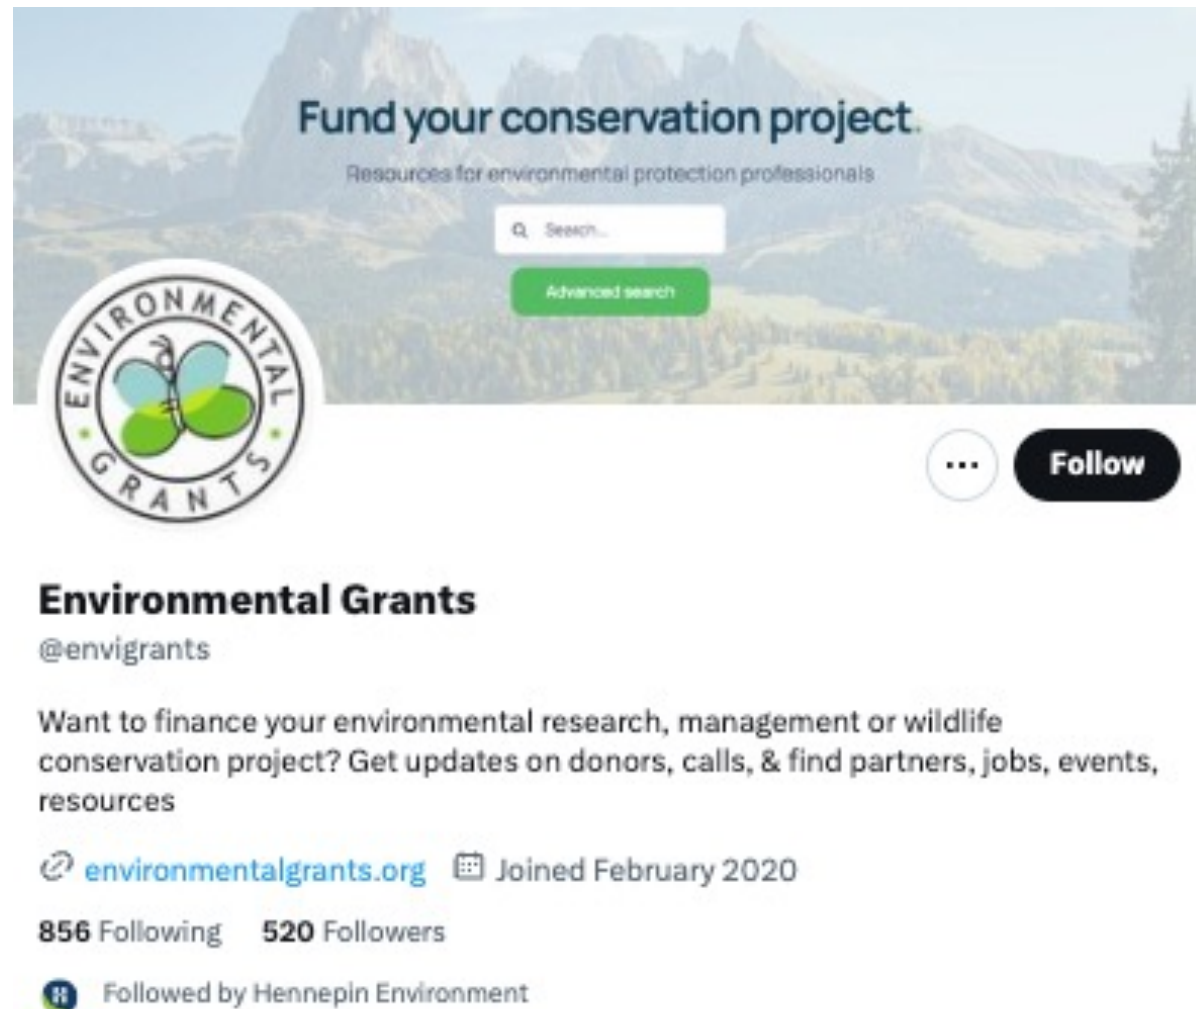 Fund your conservation project.
Resources for environmental protection professionals
Search...
Advanced search
ENVIRONMENTAL
GRANTS
Follow
Environmental Grants
@envigrants
Want to finance your environmental research, management or wildlife
conservation project? Get updates on donors, calls, & find partners, jobs, events,
resources
environmentalgrants.org Joined February 2020
856 Following 520 Followers
H
Followed by Hennepin Environment